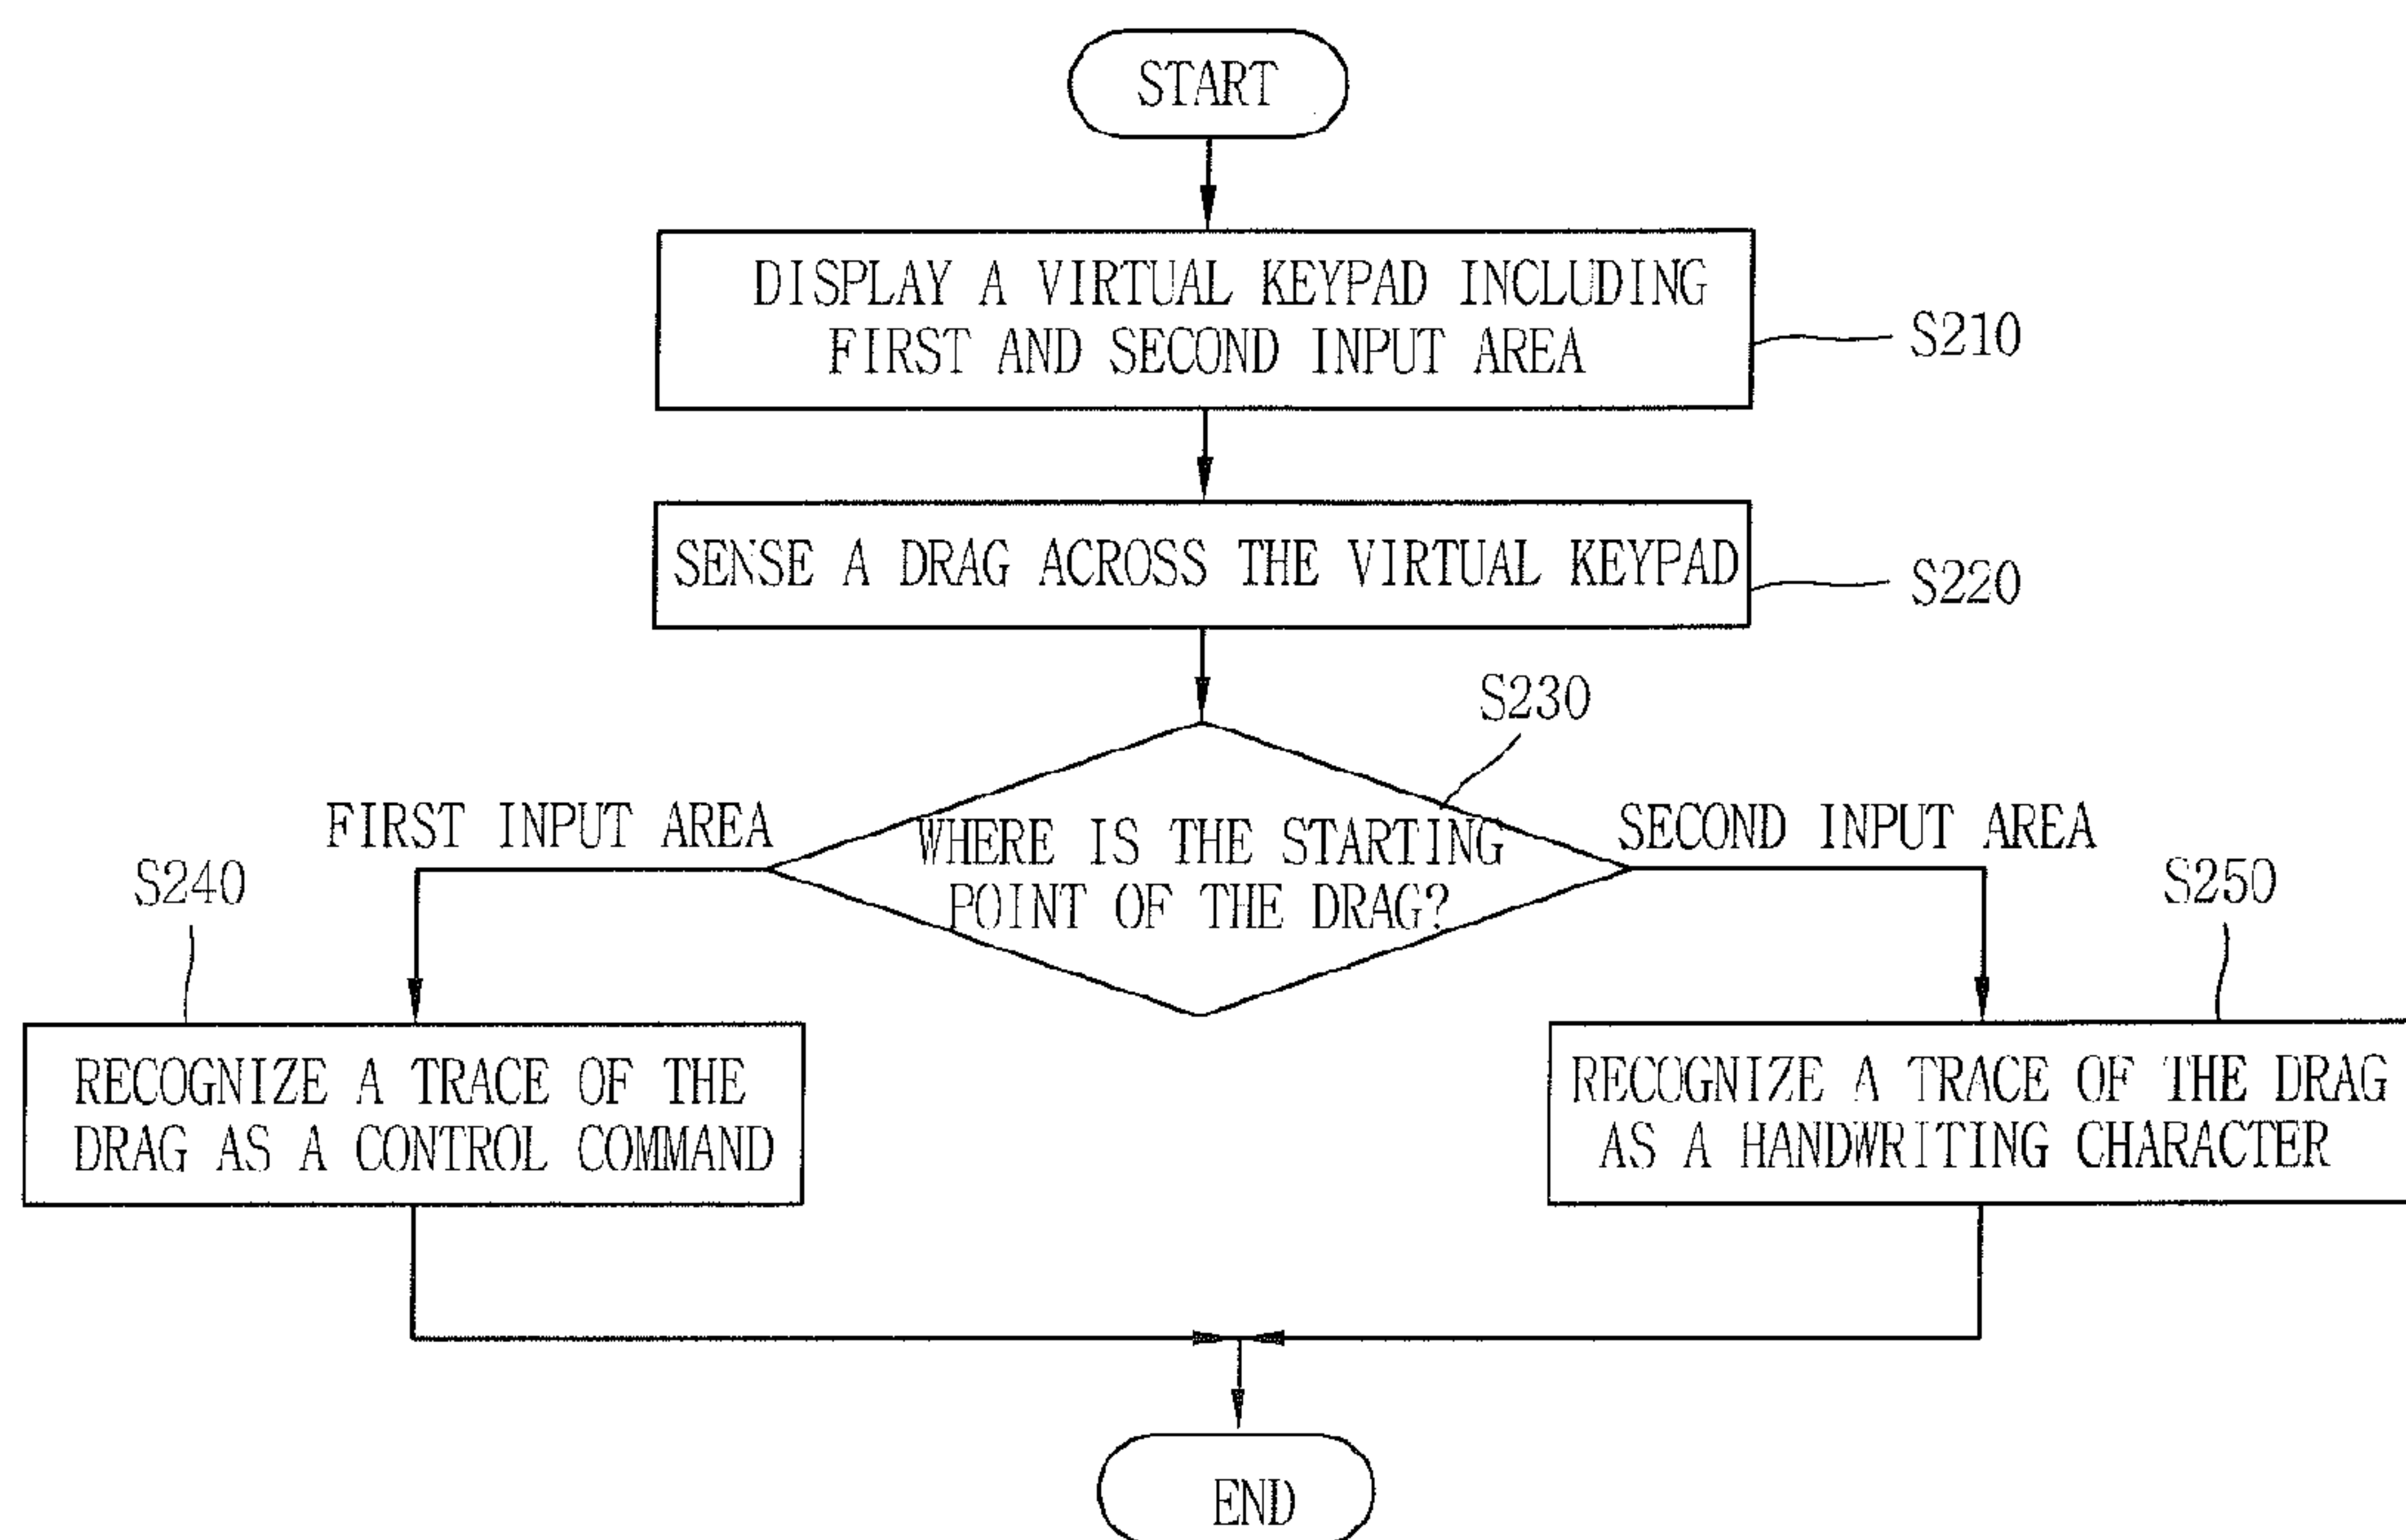 START
DISPLAY A VIRTUAL KEYPAD INCLUDING
FIRST AND SECOND INPUT AREA
S210
SENSE A DRAG ACROSS THE VIRTUAL KEYPAD
S220
S230
FIRST INPUT AREA
WHERE IS THE STARTING
POINT OF THE DRAG?
SECOND INPUT AREA
S240
S250
RECOGNIZE A TRACE OF THE
DRAG AS A CONTROL COMMAND
RECOGNIZE A TRACE OF THE DRAG
AS A HANDWRITING CHARACTER
END